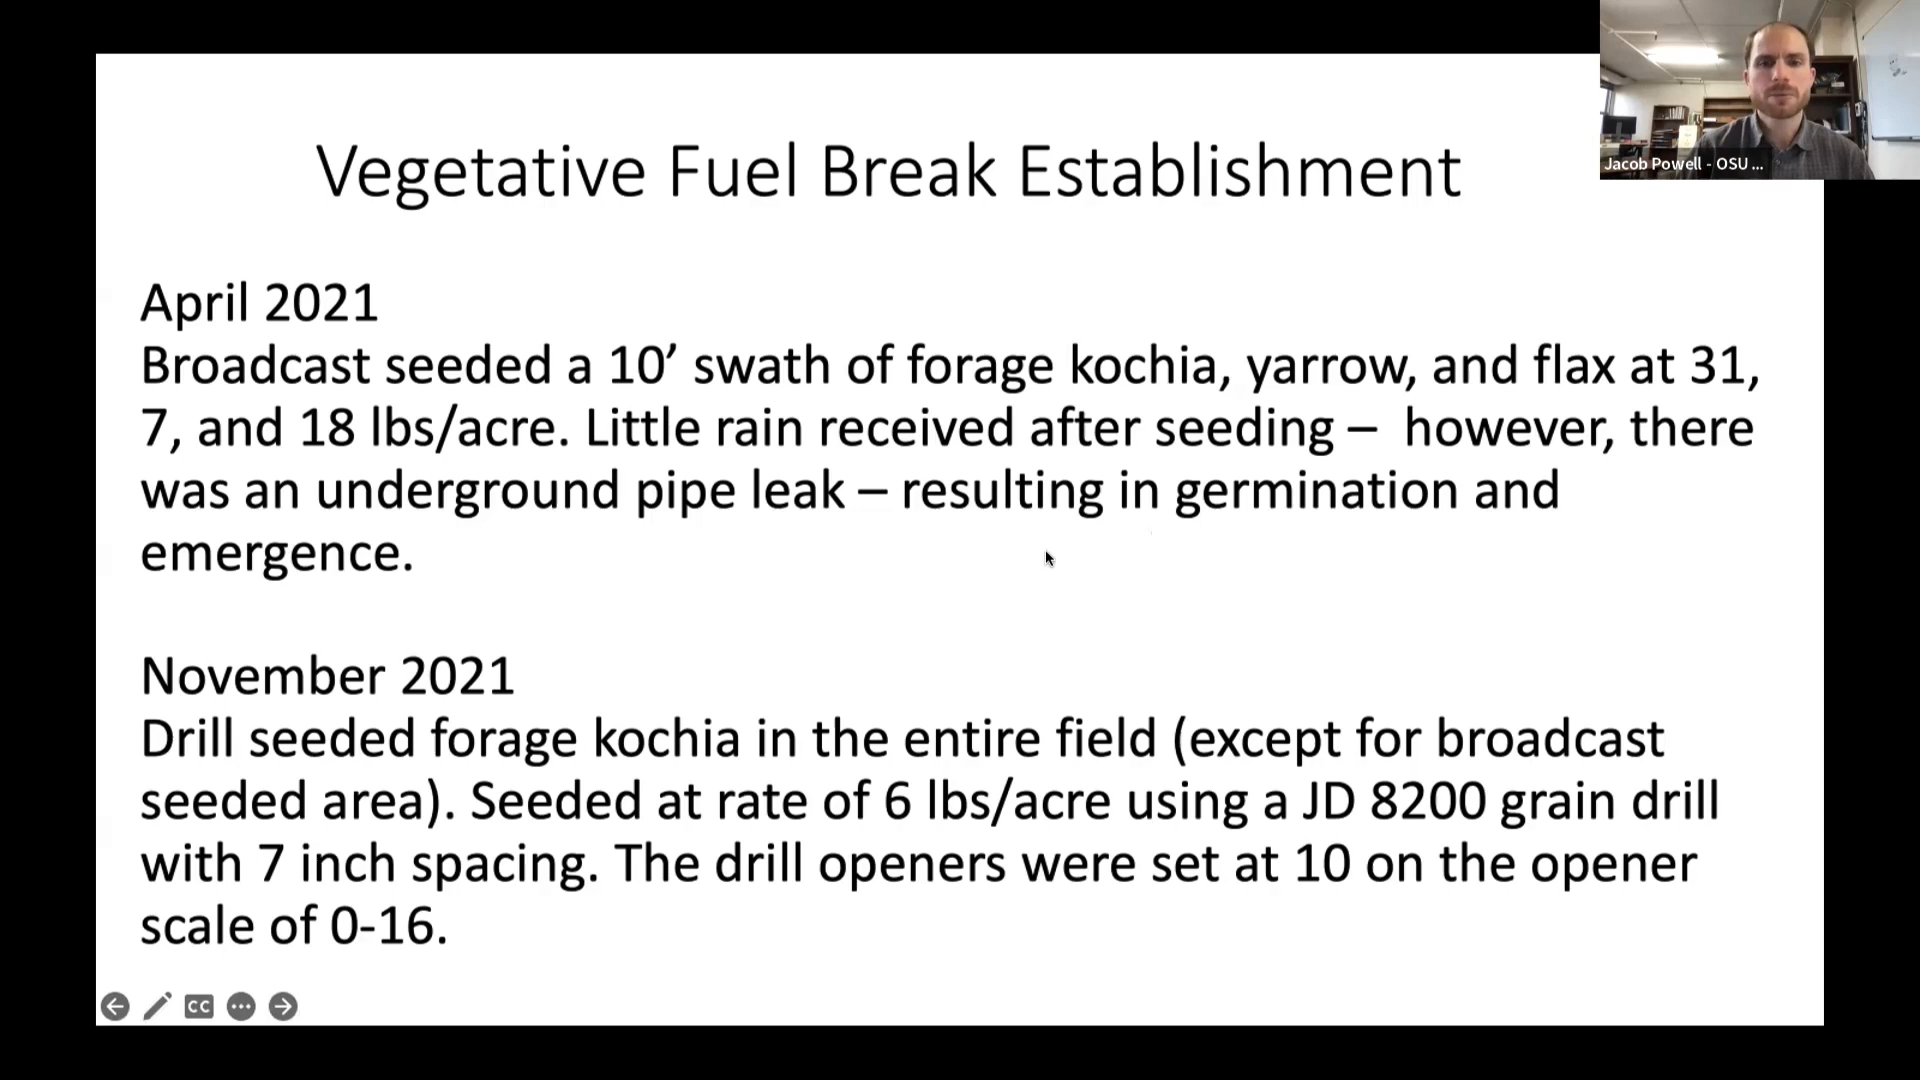 Vegetative Fuel Break Establishment
Jacob Powell - OSU ...
April 2021
Broadcast seeded a 10’ swath of forage kochia, yarrow, and flax at 31,
7, and 18 lbs/acre. Little rain received after seeding – however, there
was an underground pipe leak – resulting in germination and
emergence.
November 2021
Drill seeded forage kochia in the entire field (except for broadcast
seeded area). Seeded at rate of 6 lbs/acre using a JD 8200 grain drill
with 7 inch spacing. The drill openers were set at 10 on the opener
scale of 0-16.
CC